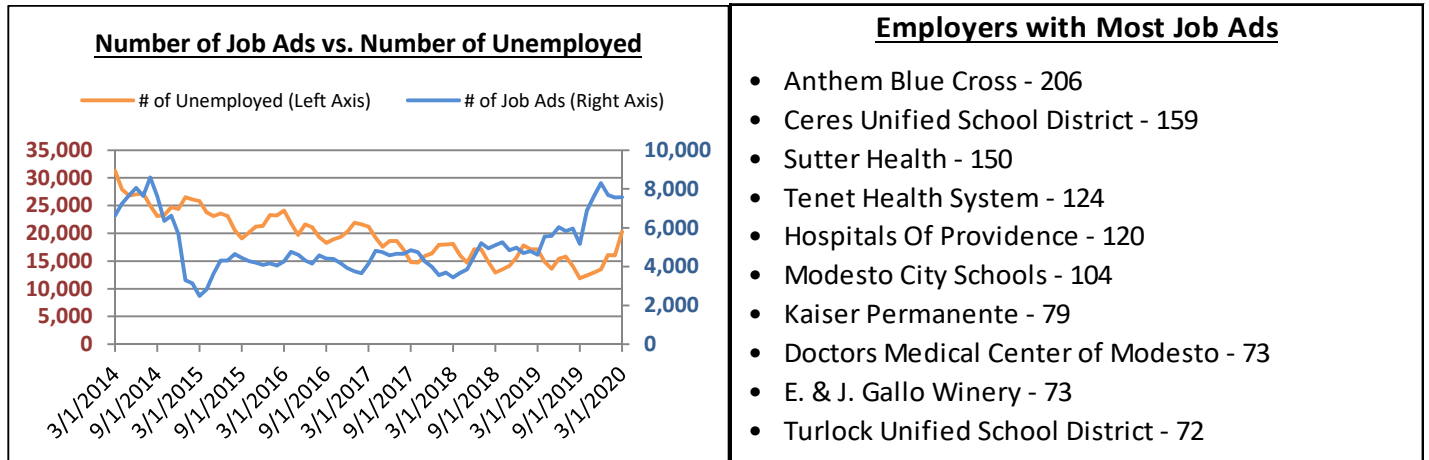 Number of Job Ads vs. Number of Unemployed
# of Unemployed (Left Axis) # of Job Ads (Right Axis)
35,000
30,000
25,000
20,000
15,000
10,000
5,000
0
10,000
8,000
6,000
4,000
2,000
0
3/1/2014
9/1/2014
3/1/2015
9/1/2015
3/1/2016
9/1/2016
3/1/2017
9/1/2017
3/1/2018
9/1/2018
3/1/2019
9/1/2019
3/1/2020
Employers with Most Job Ads
• Anthem Blue Cross - 206
• Ceres Unified School District - 159
• Sutter Health - 150
• Tenet Health System - 124
• Hospitals Of Providence - 120
• Modesto City Schools - 104
• Kaiser Permanente - 79
• Doctors Medical Center of Modesto - 73
• E. & J. Gallo Winery - 73
• Turlock Unified School District - 72